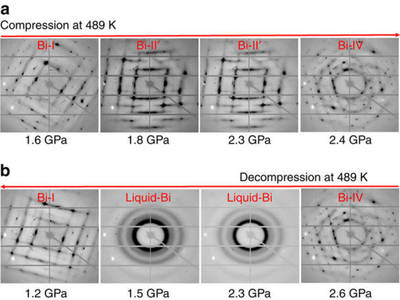 a
Compression at 489 K
Bi-I
Bi-II′
Bi-II′
Bi-IV
1.6 GPa
1.8 GPa
2.3 GPa
2.4 GPa
b
Decompression at 489 K
Bi-I
Liquid-Bi
Liquid-Bi
Bi-IV
1.2 GPa
1.5 GPa
2.3 GPa
2.6 GPa